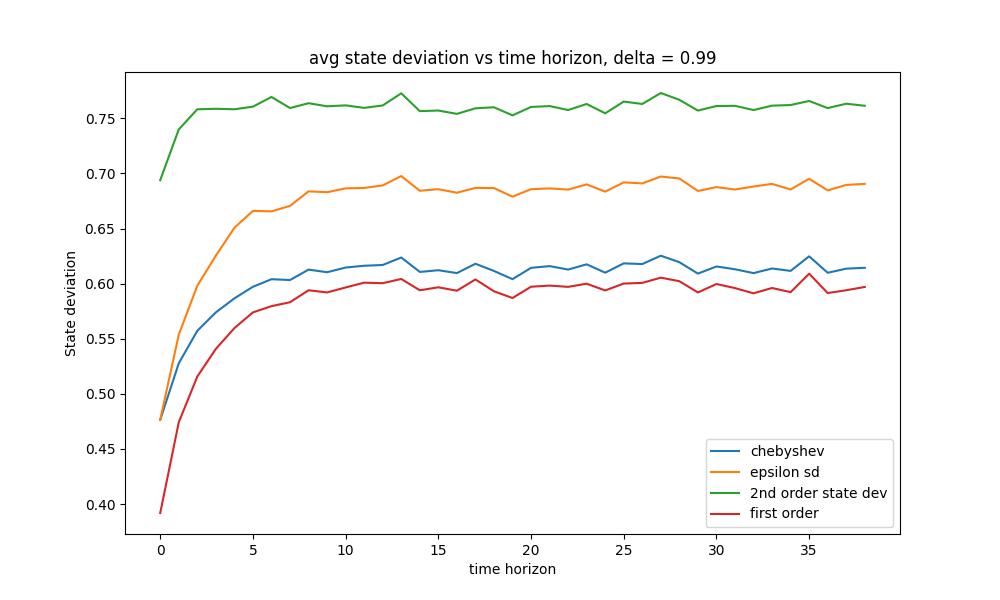 avg state deviation vs time horizon, delta = 0.99
State deviation
0.75
0.70
0.65
0.60
0.55
0.50
0.45
0.40
0 5 10 15 20 25 30 35
time horizon
chebyshev
epsilon sd
2nd order state dev
first order